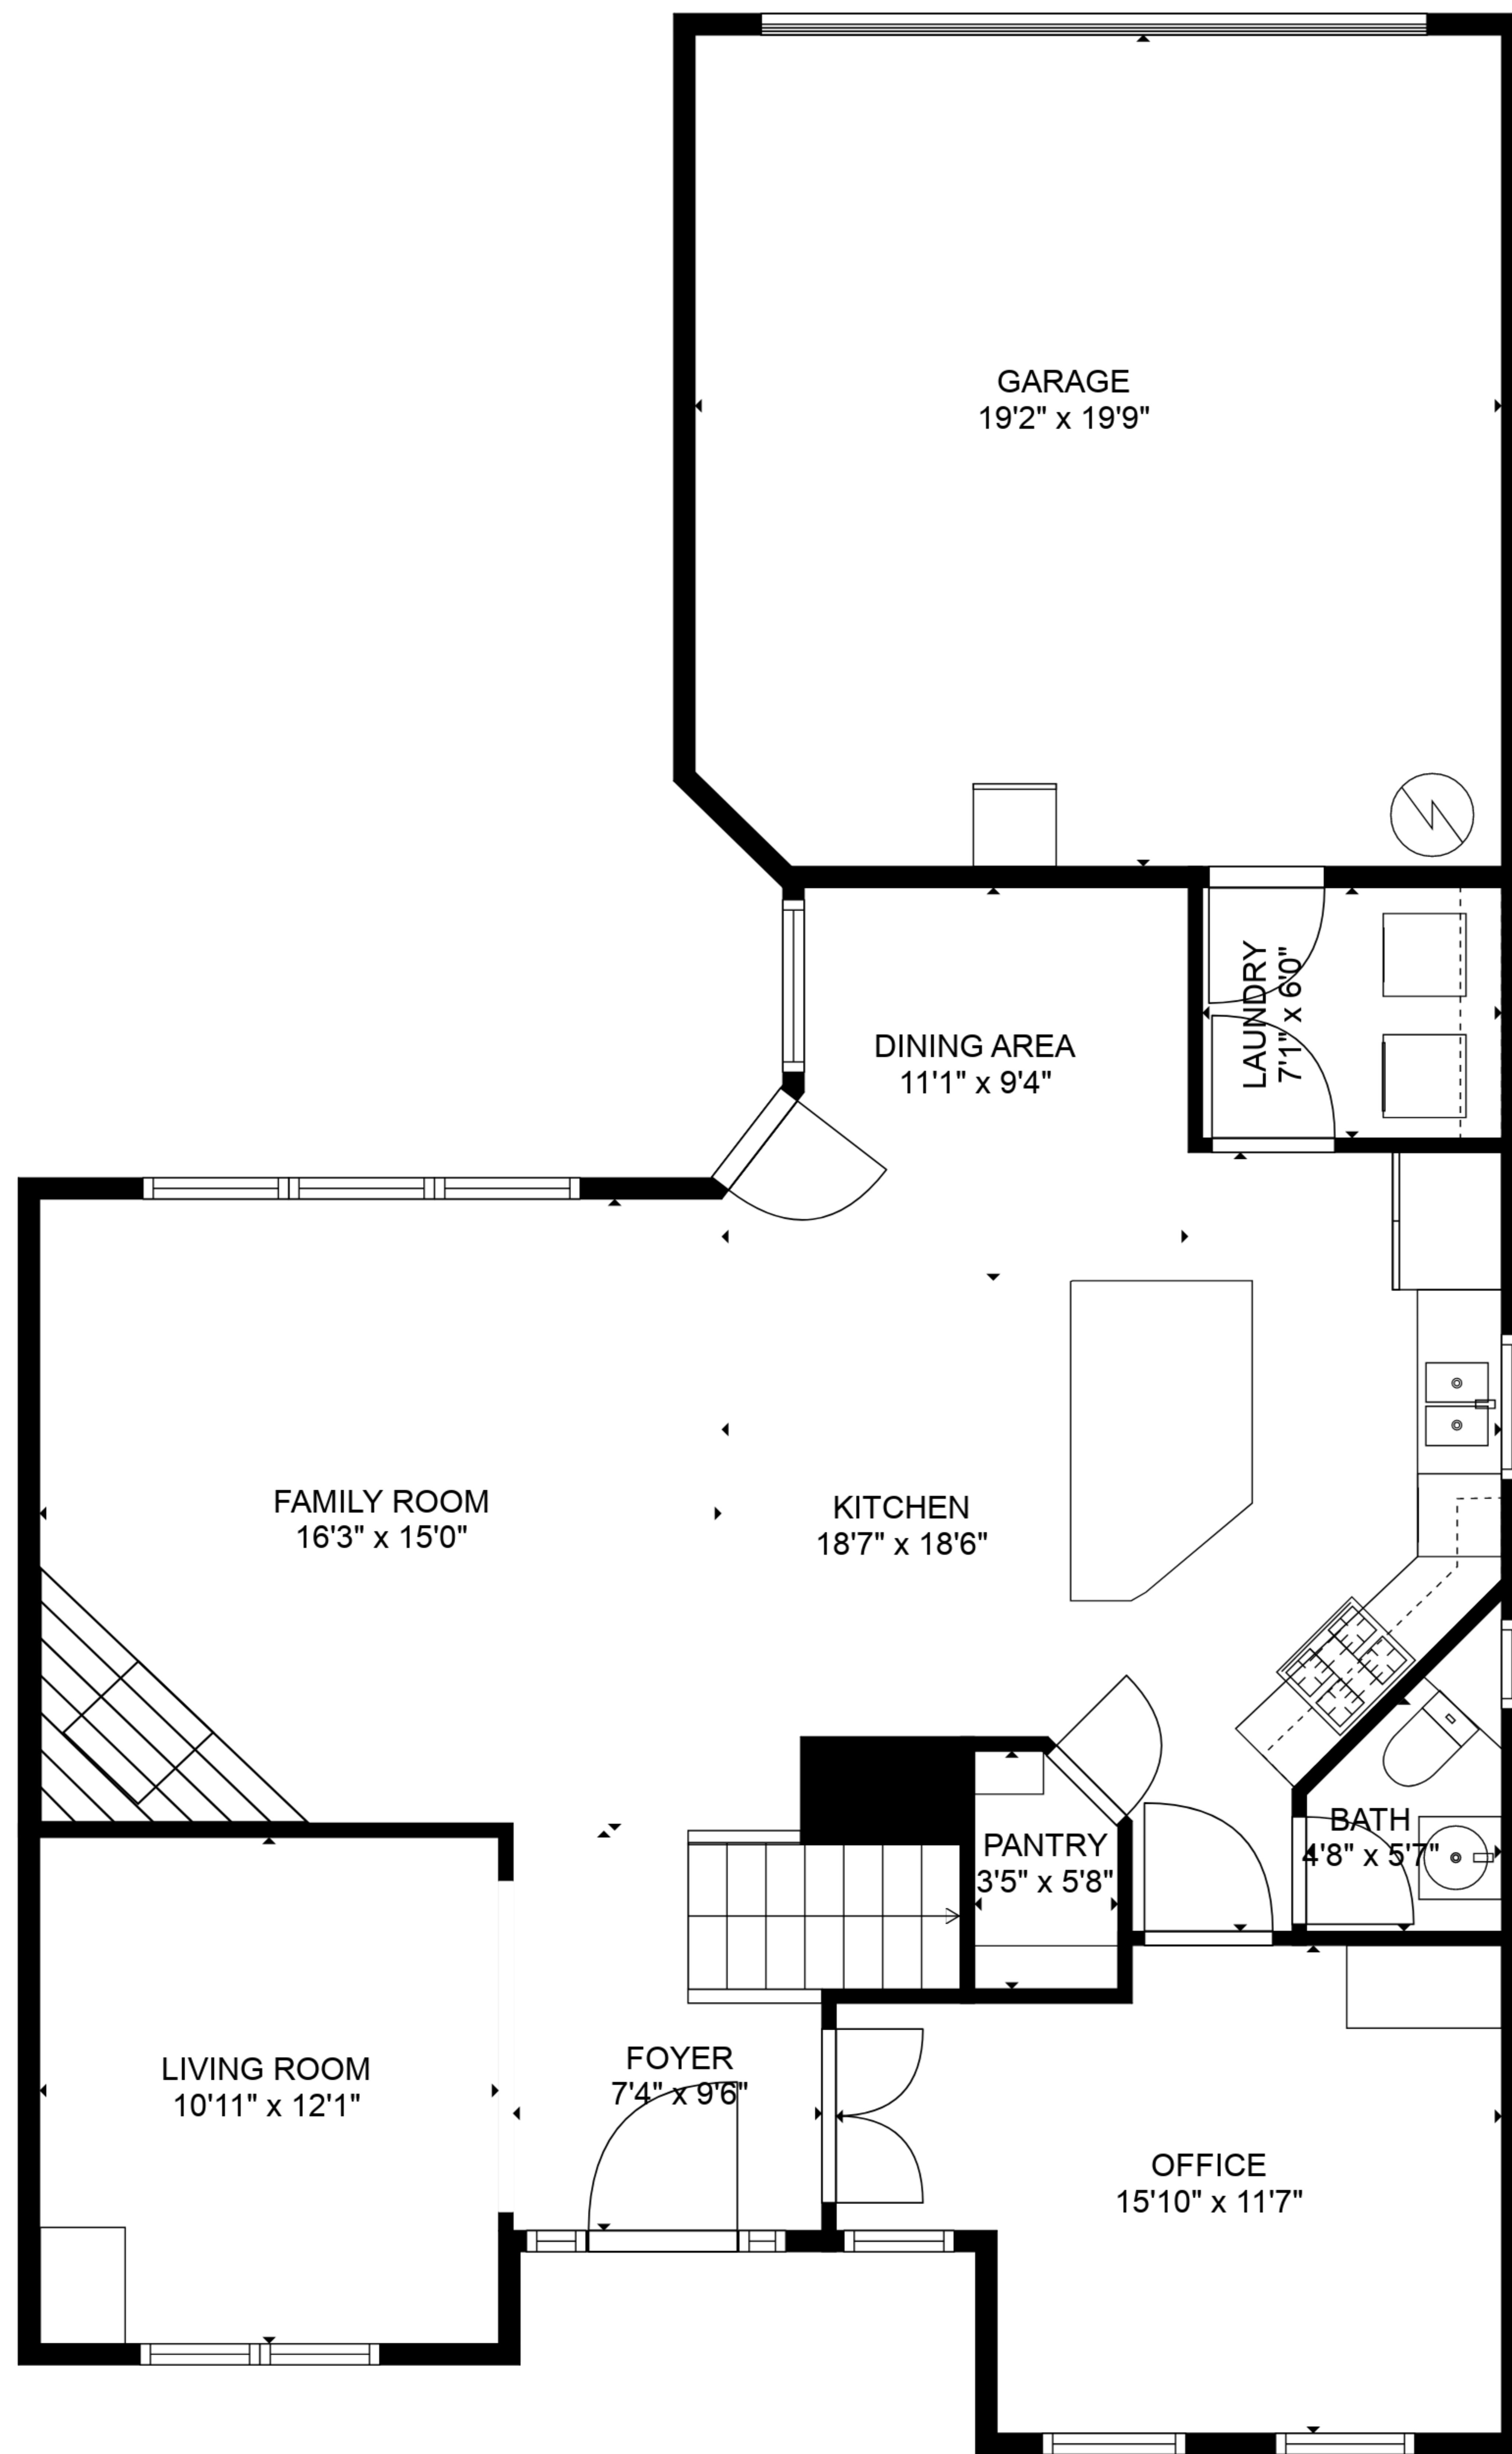 GARAGE
19'2" x 19'9"
DINING AREA
11'1" x 9'4"
LAUNDRY
7'1" x 6'0"
FAMILY ROOM
16'3" x 15'0"
KITCHEN
18'7" x 18'6"
BATH
4'8" x 5'7"
PANTRY
3'5" x 5'8"
LIVING ROOM
10'11" x 12'1"
FOYER
7'4" x 9'6"
OFFICE
15'10" x 11'7"